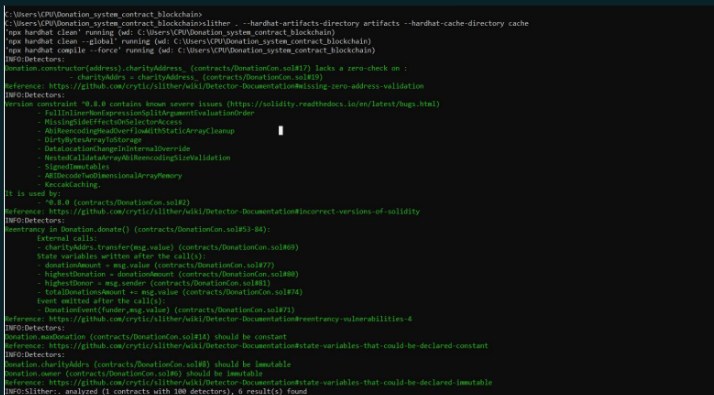 C:\Users\CPU\Donation_system_contract_blockchain>
C:\Users\CPU\Donation_system_contract_blockchain>slither . --hardhat-artifacts-directory artifacts --hardhat-cache-directory cache
'npx hardhat clean' running (wd: C:\Users\CPU\Donation_system_contract_blockchain)
'npx hardhat clean --global' running (wd: C:\Users\CPU\Donation_system_contract_blockchain)
'npx hardhat compile --force' running (wd: C:\Users\CPU\Donation_system_contract_blockchain)
INFO:Detectors:
Donation.constructor(address).charityAddress_ (contracts/DonationCon.sol#17) lacks a zero-check on :
- charityAddrs = charityAddress_ (contracts/DonationCon.sol#19)
Reference: https://github.com/crytic/slither/wiki/Detector-Documentation#missing-zero-address-validation
INFO:Detectors:
Version constraint ^0.8.0 contains known severe issues (https://solidity.readthedocs.io/en/latest/bugs.html)
- FullInlinerNonExpressionSplitArgumentEvaluationOrder
- MissingSideEffectsOnSelectorAccess
- AbiReencodingHeadOverflowWithStaticArrayCleanup
- DirtyBytesArrayToStorage
- DataLocationChangeInInternalOverride
- NestedCalldataArrayAbiReencodingSizeValidation
- SignedImmutables
- ABIDecodeTwoDimensionalArrayMemory
- KeccakCaching.
It is used by:
- ^0.8.0 (contracts/DonationCon.sol#2)
Reference: https://github.com/crytic/slither/wiki/Detector-Documentation#incorrect-versions-of-solidity
INFO:Detectors:
Reentrancy in Donation.donate() (contracts/DonationCon.sol#53-84):
External calls:
- charityAddrs.transfer(msg.value) (contracts/DonationCon.sol#69)
State variables written after the call(s):
- donationAmount = msg.value (contracts/DonationCon.sol#77)
- highestDonation = donationAmount (contracts/DonationCon.sol#80)
- highestDonor = msg.sender (contracts/DonationCon.sol#81)
- totalDonationsAmount += msg.value (contracts/DonationCon.sol#74)
Event emitted after the call(s):
- DonationEvent(funder,msg.value) (contracts/DonationCon.sol#71)
Reference: https://github.com/crytic/slither/wiki/Detector-Documentation#reentrancy-vulnerabilities-4
INFO:Detectors:
Donation.maxDonation (contracts/DonationCon.sol#14) should be constant
Reference: https://github.com/crytic/slither/wiki/Detector-Documentation#state-variables-that-could-be-declared-constant
INFO:Detectors:
Donation.charityAddrs (contracts/DonationCon.sol#8) should be immutable
Donation.owner (contracts/DonationCon.sol#6) should be immutable
Reference: https://github.com/crytic/slither/wiki/Detector-Documentation#state-variables-that-could-be-declared-immutable
INFO:Slither:. analyzed (1 contracts with 100 detectors), 6 result(s) found